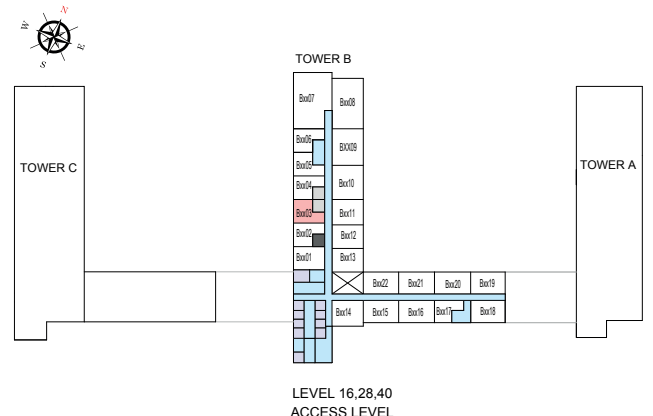 N
W
E
S
TOWER B
Bxx07
Bxx08
Bxx06
BXX09
Bxx05
TOWER C
TOWER A
Bxx04
Bxx10
Bxx03
Bxx11
Bxx02
Bxx12
Bxx01
Bxx13
Bxx22
Bxx21
Bxx20
Bxx19
Bxx14
Bxx15
Bxx16
Bxx17
Bxx18
LEVEL 16,28,40
ACCESS LEVEL